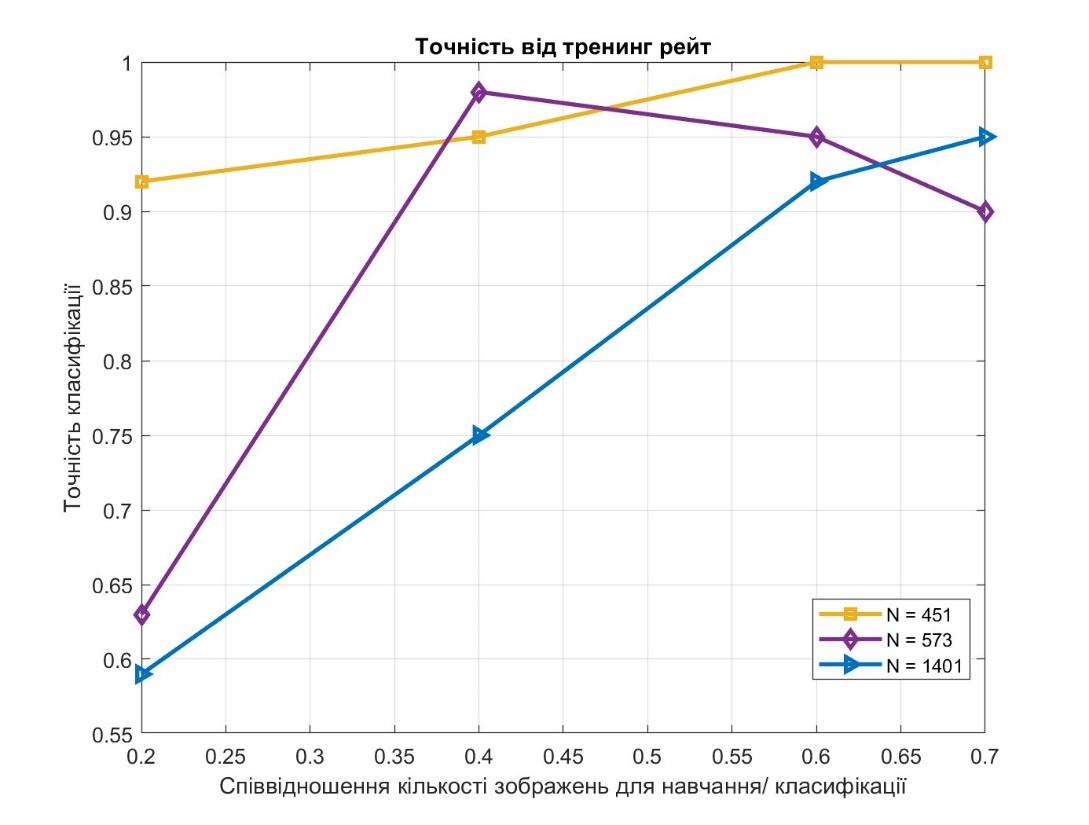 Точність від тренинг рейт
1
0.95
0.9
0.85
0.8
0.75
0.7
0.65
0.6
0.55
Точність класифікації
N = 451
N = 573
N = 1401
0.2 0.25 0.3 0.35 0.4 0.45 0.5 0.55 0.6 0.65 0.7
Співвідношення кількості зображень для навчання/ класифікації